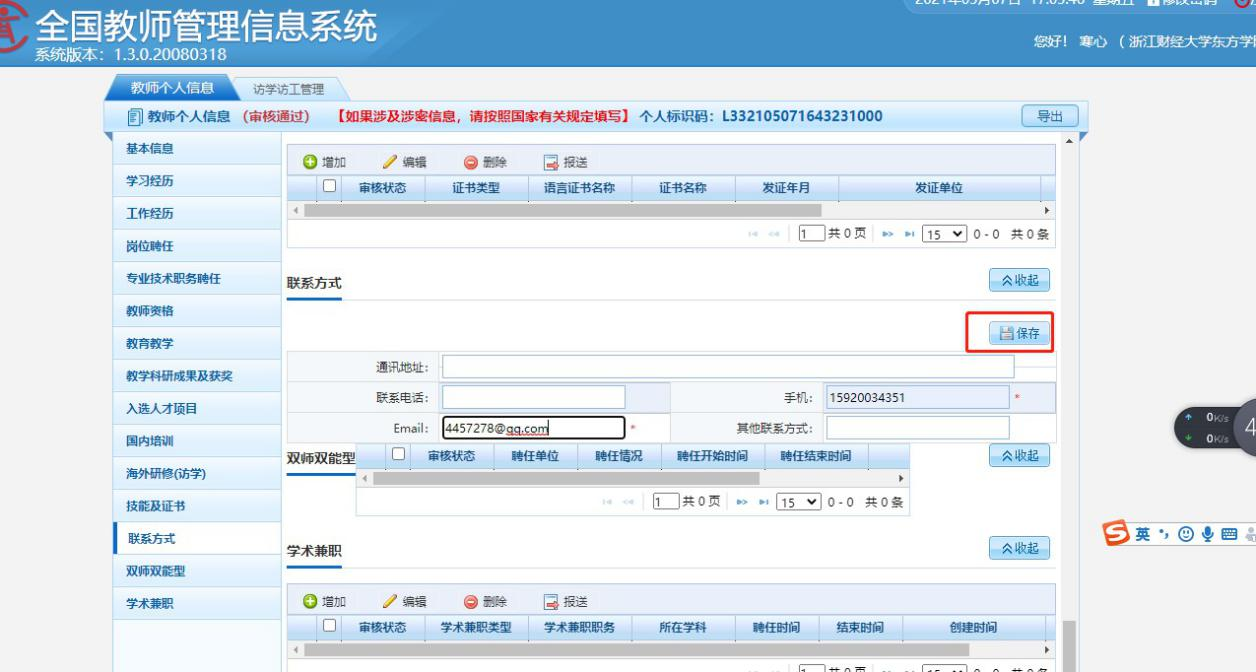 全国教师管理信息系统
系统版本：1.3.0.20080318
修改密码
您好！ 寒心 （ 浙江财经大学东方学
教师个人信息 访学访工管理
教师个人信息 （审核通过） 【如果涉及涉密信息，请按照国家有关规定填写】 个人标识码：L332105071643231000 导出
基本信息
学习经历
工作经历
岗位聘任
专业技术职务聘任
教师资格
教育教学
教学科研成果及获奖
入选人才项目
国内培训
海外研修(访学)
技能及证书
联系方式
双师双能型
学术兼职
增加 编辑 删除 报送
审核状态 证书类型 语言证书名称 证书名称 发证年月 发证单位
1 共 0 页 15 0 - 0 共 0 条
联系方式 收起
保存
通讯地址:
联系电话: 手机: 15920034351 *
Email: 4457278@qq.com * 其他联系方式:
双师双能型 审核状态 聘任单位 聘任情况 聘任开始时间 聘任结束时间 收起
1 共 0 页 15 0 - 0 共 0 条
学术兼职 收起
增加 编辑 删除 报送
审核状态 学术兼职类型 学术兼职职务 所在学科 聘任时间 结束时间 创建时间
0K/s
0K/s
4
英